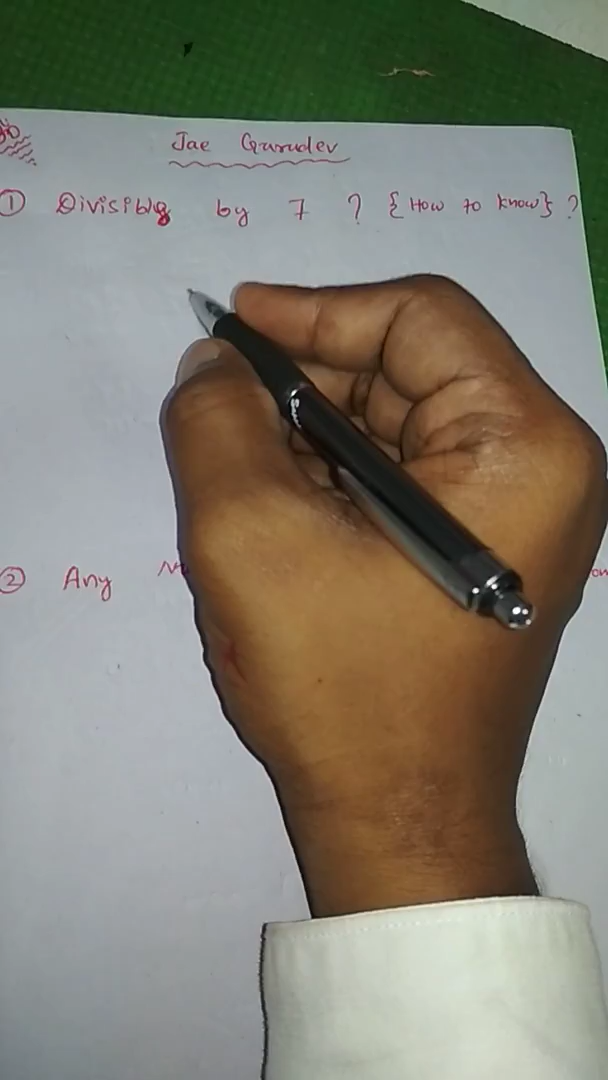 Jae Gurudev
① Divisible by 7 ? {How to know} ?
② Any